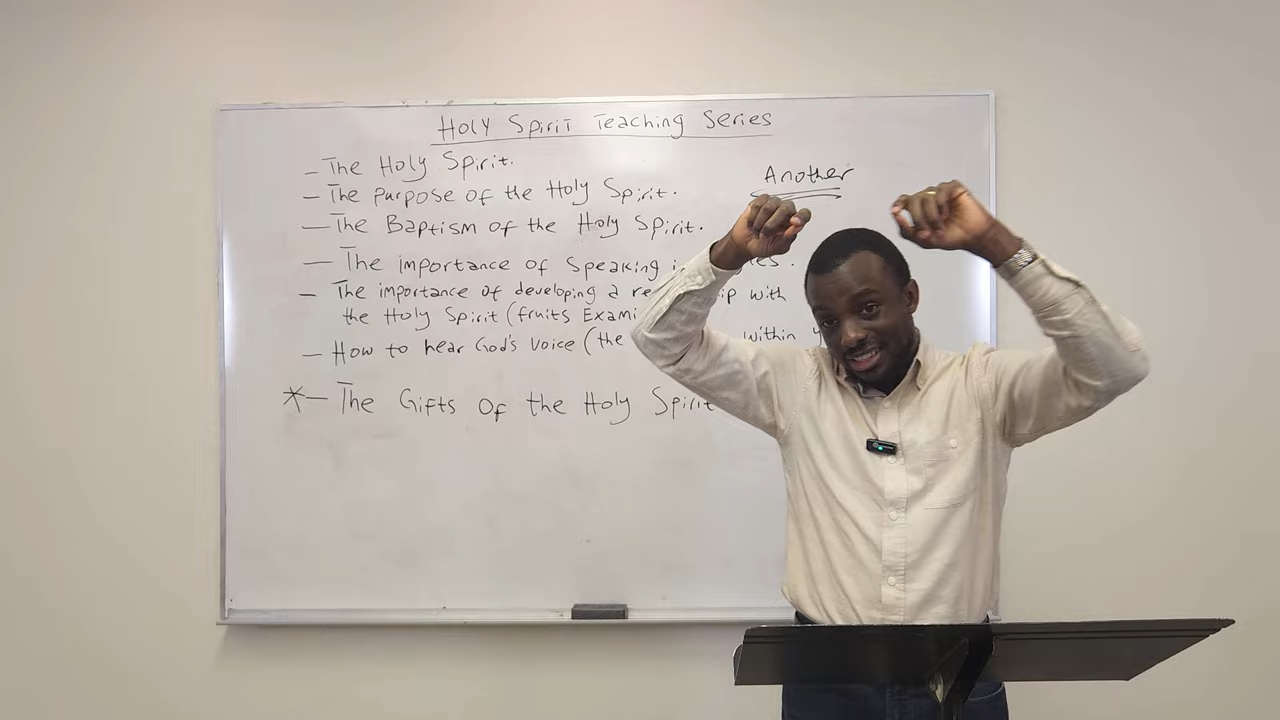 Holy Spirit Teaching Series
Another
– The Holy Spirit.
– The purpose of the Holy Spirit.
– The Baptism of the Holy Spirit.
– The importance of Speaking
– The importance of developing a with
the Holy Spirit (fruits
– How to hear God's voice (the within
*– The Gifts of the Holy Spirit